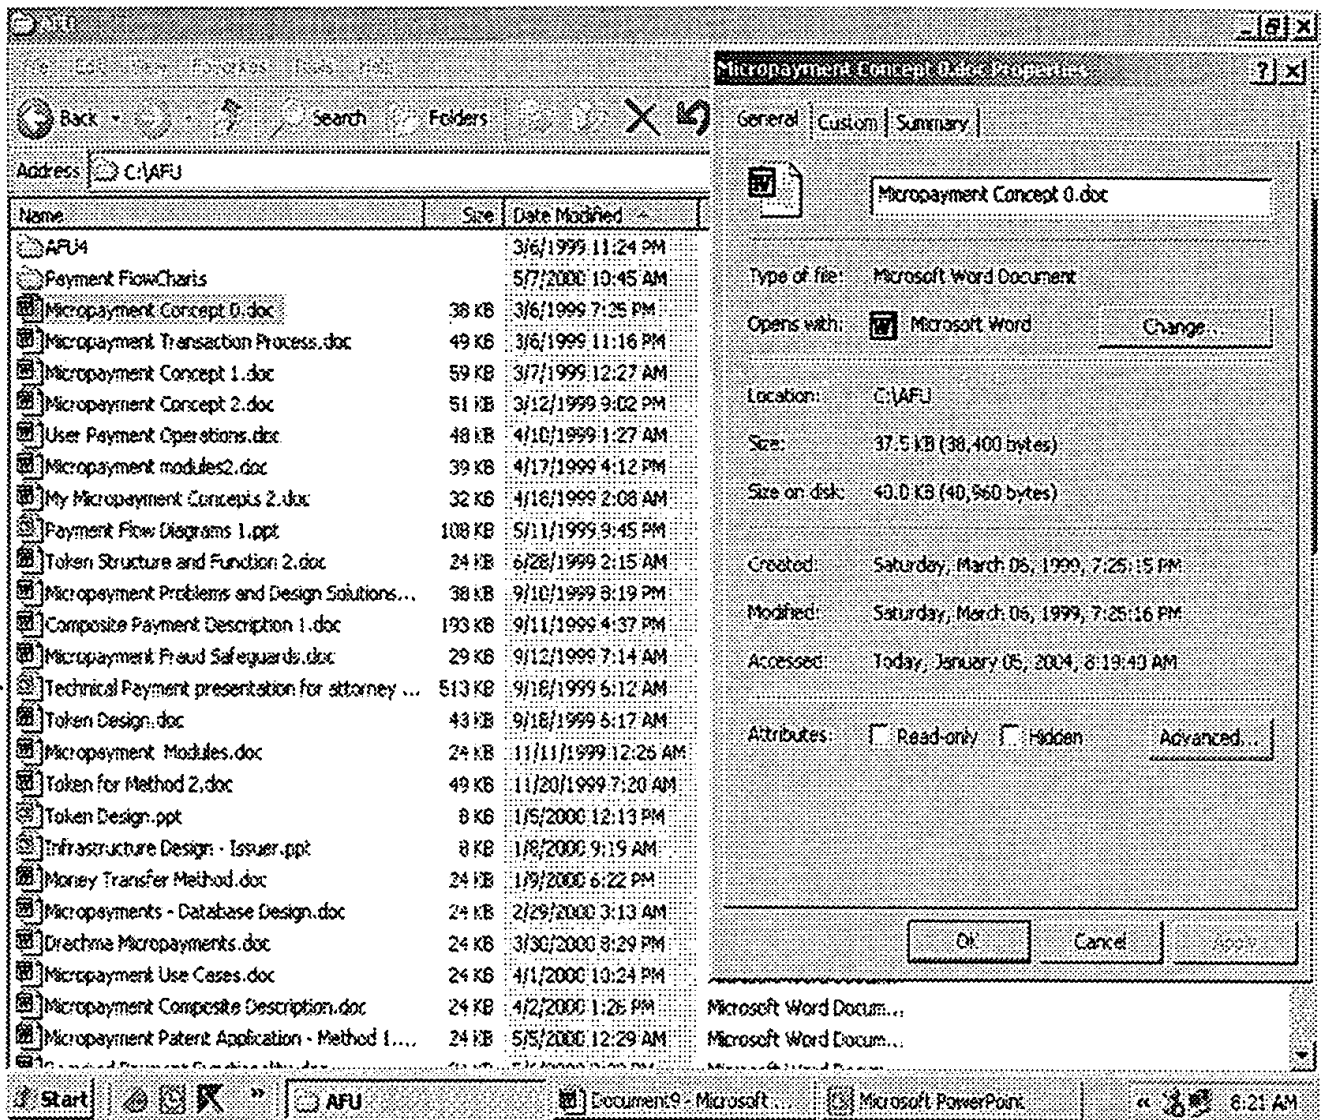 AFU
File Edit View Favorites Tools Help
Back Search Folders
Address C:\AFU
Name Size Date Modified
AFU4 3/6/1999 11:24 PM
Payment FlowCharts 5/7/2000 10:45 AM
Micropayment Concept 0.doc 38 KB 3/6/1999 7:25 PM
Micropayment Transaction Process.doc 49 KB 3/6/1999 11:16 PM
Micropayment Concept 1.doc 59 KB 3/7/1999 12:27 AM
Micropayment Concept 2.doc 51 KB 3/12/1999 9:02 PM
User Payment Operations.doc 48 KB 4/10/1999 1:27 AM
Micropayment modules2.doc 39 KB 4/17/1999 4:12 PM
My Micropayment Concepts 2.doc 32 KB 4/18/1999 2:08 AM
Payment Flow Diagrams 1.ppt 108 KB 5/11/1999 9:45 PM
Token Structure and Function 2.doc 24 KB 6/28/1999 2:15 AM
Micropayment Problems and Design Solutions... 38 KB 9/10/1999 8:19 PM
Composite Payment Description 1.doc 193 KB 9/11/1999 4:37 PM
Micropayment Fraud Safeguards.doc 29 KB 9/12/1999 7:14 AM
Technical Payment presentation for attorney ... 513 KB 9/18/1999 6:12 AM
Token Design.doc 43 KB 9/18/1999 6:17 AM
Micropayment Modules.doc 24 KB 11/11/1999 12:26 AM
Token for Method 2.doc 49 KB 11/20/1999 7:20 AM
Token Design.ppt 8 KB 1/5/2000 12:13 PM
Infrastructure Design - Issuer.ppt 8 KB 1/8/2000 9:19 AM
Money Transfer Method.doc 24 KB 1/9/2000 6:22 PM
Micropayments - Database Design.doc 24 KB 2/29/2000 3:13 AM
Drachma Micropayments.doc 24 KB 3/30/2000 8:29 PM
Micropayment Use Cases.doc 24 KB 4/1/2000 10:24 PM
Micropayment Composite Description.doc 24 KB 4/2/2000 1:26 PM Microsoft Word Docum...
Micropayment Patent Application - Method 1.... 24 KB 5/5/2000 12:29 AM Microsoft Word Docum...
Micropayment Concept 0.doc Properties
General Custom Summary
Micropayment Concept 0.doc
Type of file: Microsoft Word Document
Opens with: Microsoft Word Change...
Location: C:\AFU
Size: 37.5 KB (38,400 bytes)
Size on disk: 40.0 KB (40,960 bytes)
Created: Saturday, March 06, 1999, 7:25:15 PM
Modified: Saturday, March 06, 1999, 7:25:16 PM
Accessed: Today, January 05, 2004, 8:19:43 AM
Attributes: Read-only Hidden Advanced...
OK Cancel Apply
Start » AFU Document9 - Microsoft ... Microsoft PowerPoint « 8:21 AM